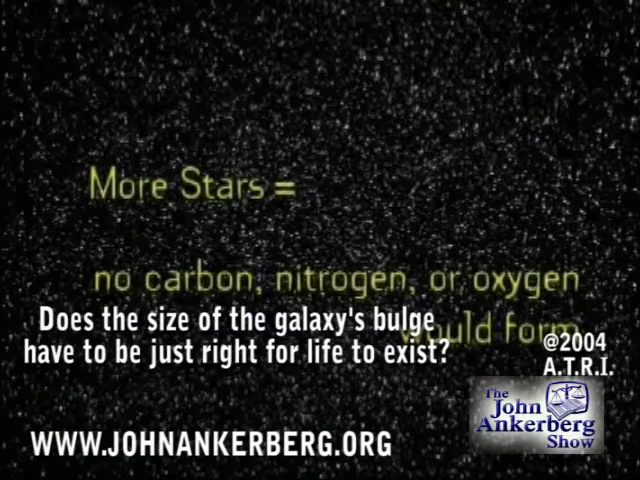 More Stars =
no carbon, nitrogen, or oxygen
would form
Does the size of the galaxy's bulge
have to be just right for life to exist?
@2004
A.T.R.I.
The
John
Ankerberg
Show
WWW.JOHNANKERBERG.ORG